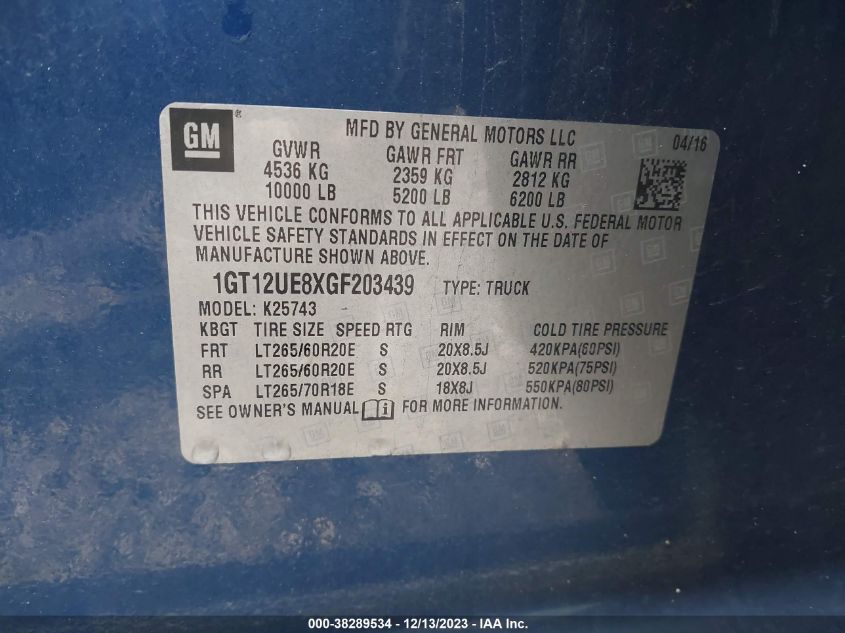 GM ® MFD BY GENERAL MOTORS LLC 04/16
GVWR GAWR FRT GAWR RR
4536 KG 2359 KG 2812 KG
10000 LB 5200 LB 6200 LB
THIS VEHICLE CONFORMS TO ALL APPLICABLE U.S. FEDERAL MOTOR
VEHICLE SAFETY STANDARDS IN EFFECT ON THE DATE OF
MANUFACTURE SHOWN ABOVE.
1GT12UE8XGF203439 TYPE: TRUCK
MODEL: K25743
KBGT TIRE SIZE SPEED RTG RIM COLD TIRE PRESSURE
FRT LT265/60R20E S 20X8.5J 420KPA(60PSI)
RR LT265/60R20E S 20X8.5J 520KPA(75PSI)
SPA LT265/70R18E S 18X8J 550KPA(80PSI)
SEE OWNER'S MANUAL i FOR MORE INFORMATION.
GM GM GM
000-38289534 - 12/13/2023 - IAA Inc.